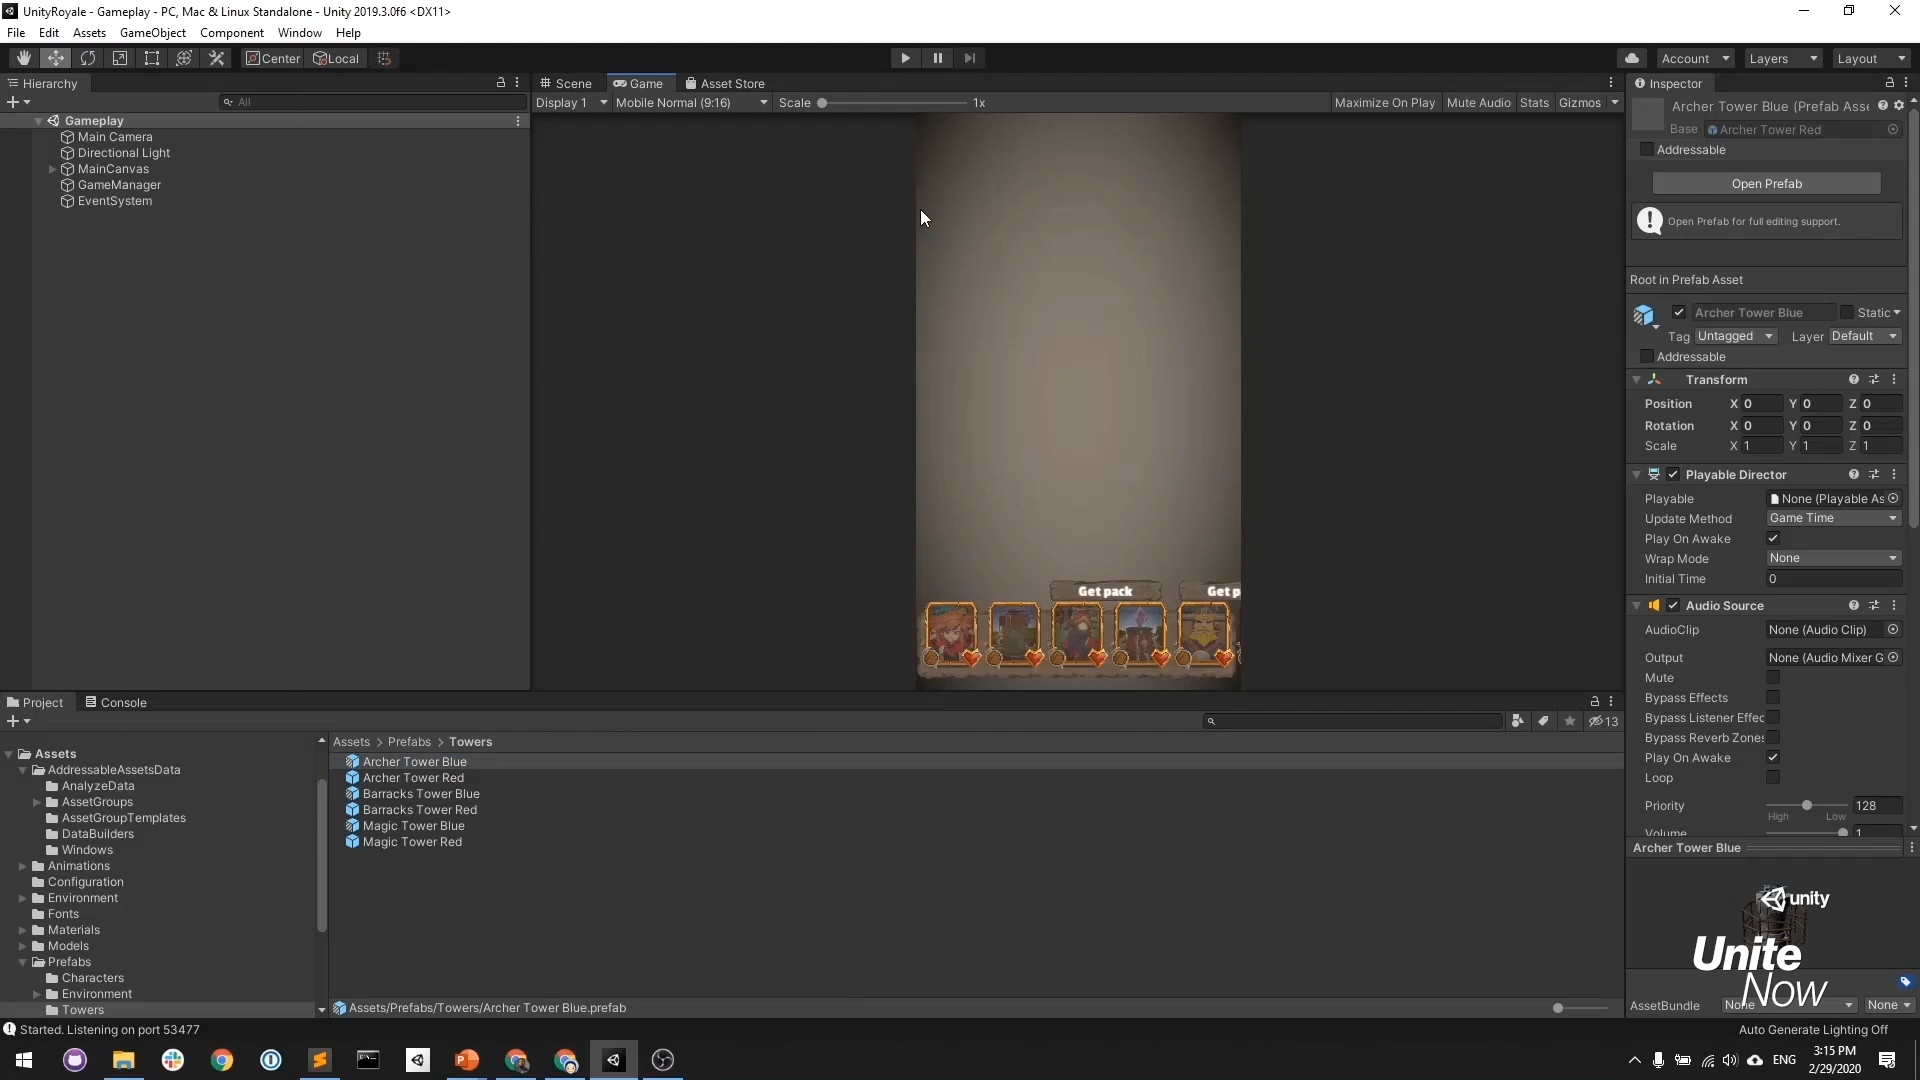 UnityRoyale - Gameplay - PC, Mac & Linux Standalone - Unity 2019.3.0f6 <DX11>
File Edit Assets GameObject Component Window Help
Center Local Account Layers Layout
Hierarchy
All
Gameplay
Main Camera
Directional Light
MainCanvas
GameManager
EventSystem
Scene Game Asset Store
Display 1 Mobile Normal (9:16) Scale 1x Maximize On Play Mute Audio Stats Gizmos
Get pack Get p
Inspector
Archer Tower Blue (Prefab Asse
Base Archer Tower Red
Addressable
Open Prefab
Open Prefab for full editing support.
Root in Prefab Asset
Archer Tower Blue Static
Tag Untagged Layer Default
Addressable
Transform
Position X 0 Y 0 Z 0
Rotation X 0 Y 0 Z 0
Scale X 1 Y 1 Z 1
Playable Director
Playable None (Playable As
Update Method Game Time
Play On Awake
Wrap Mode None
Initial Time 0
Audio Source
AudioClip None (Audio Clip)
Output None (Audio Mixer G
Mute
Bypass Effects
Bypass Listener Effec
Bypass Reverb Zones
Play On Awake
Loop
Priority 128
High Low
Volume 1
Archer Tower Blue
unity
Unite
Now
AssetBundle None None
Project Console
13
Assets
AddressableAssetsData
AnalyzeData
AssetGroups
AssetGroupTemplates
DataBuilders
Windows
Animations
Configuration
Environment
Fonts
Materials
Models
Prefabs
Characters
Environment
Towers
Assets > Prefabs > Towers
Archer Tower Blue
Archer Tower Red
Barracks Tower Blue
Barracks Tower Red
Magic Tower Blue
Magic Tower Red
Assets/Prefabs/Towers/Archer Tower Blue.prefab
Started. Listening on port 53477
Auto Generate Lighting Off
ENG
3:15 PM
2/29/2020